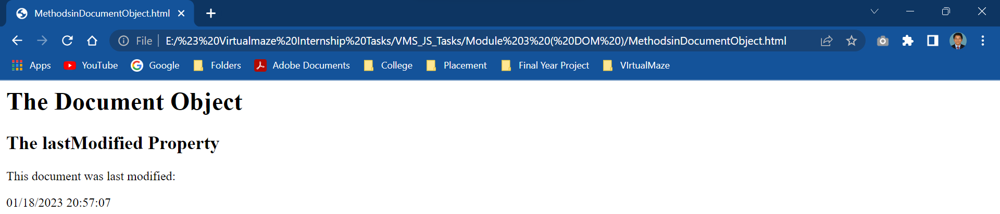 MethodsinDocumentObject.html
File E:/%23%20Virtualmaze%20Internship%20Tasks/VMS_JS_Tasks/Module%203%20(%20DOM%20)/MethodsinDocumentObject.html
Apps YouTube Google Folders Adobe Documents College Placement Final Year Project VIrtualMaze
The Document Object
The lastModified Property
This document was last modified:
01/18/2023 20:57:07